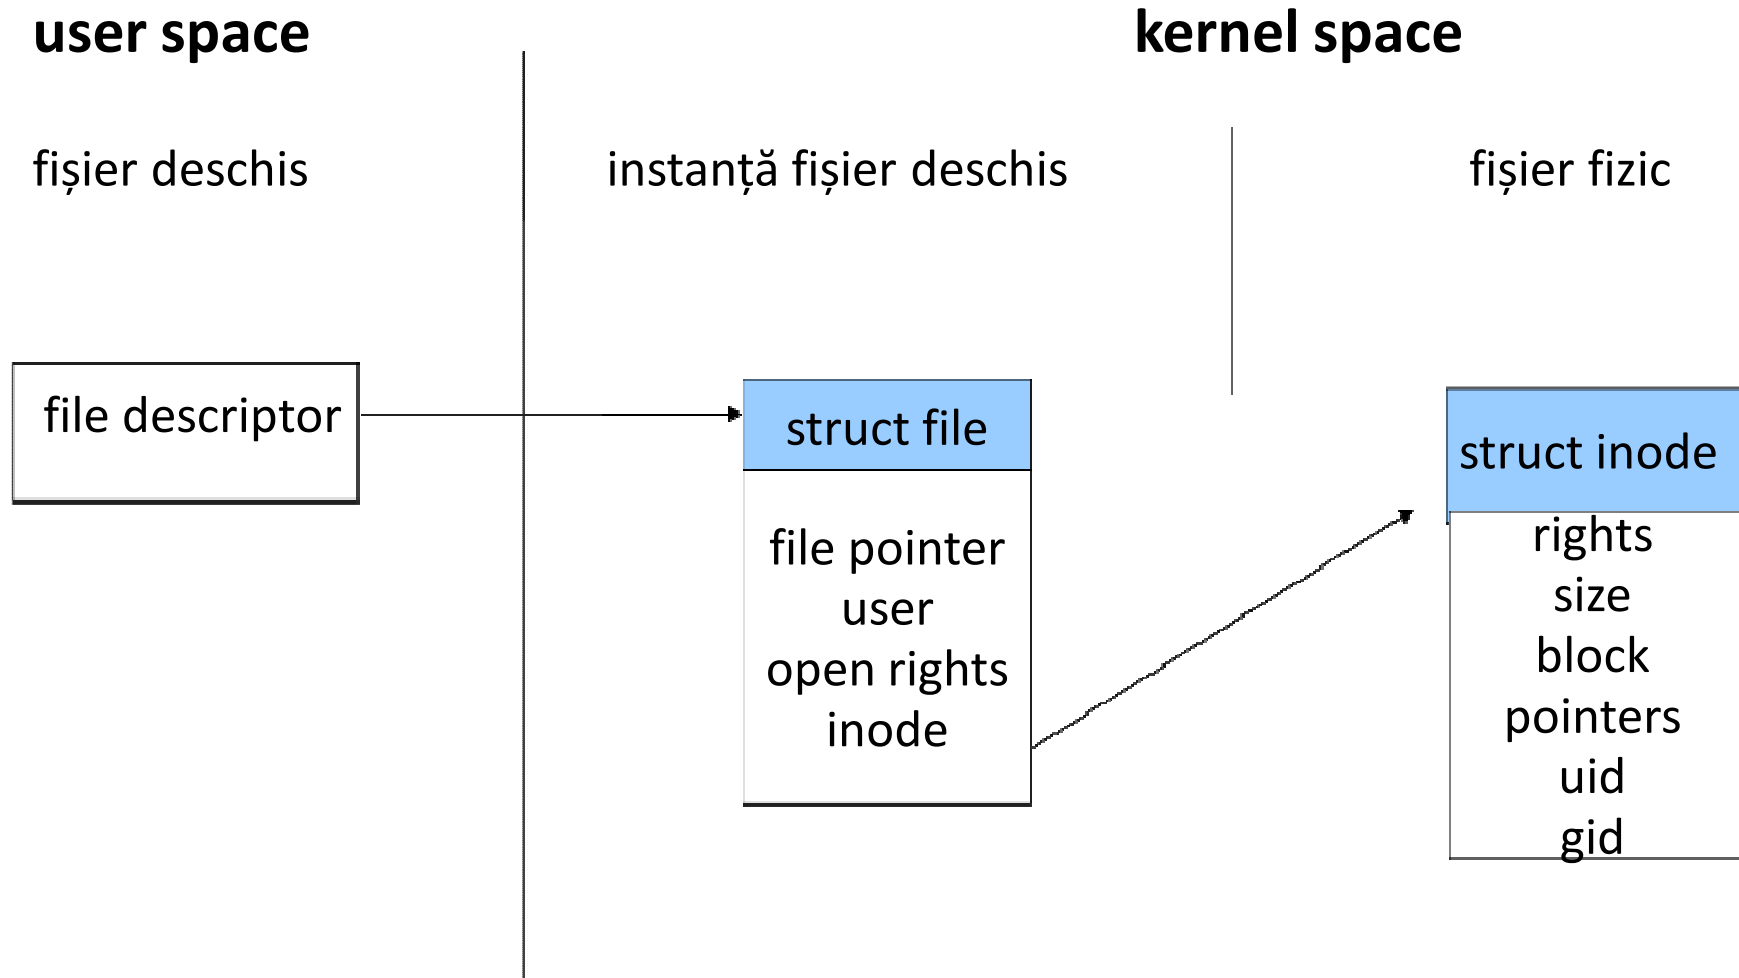 user space
kernel space
fișier deschis
instanță fișier deschis
fișier fizic
file descriptor
struct file
file pointer
user
open rights
inode
struct inode
rights
size
block
pointers
uid
gid